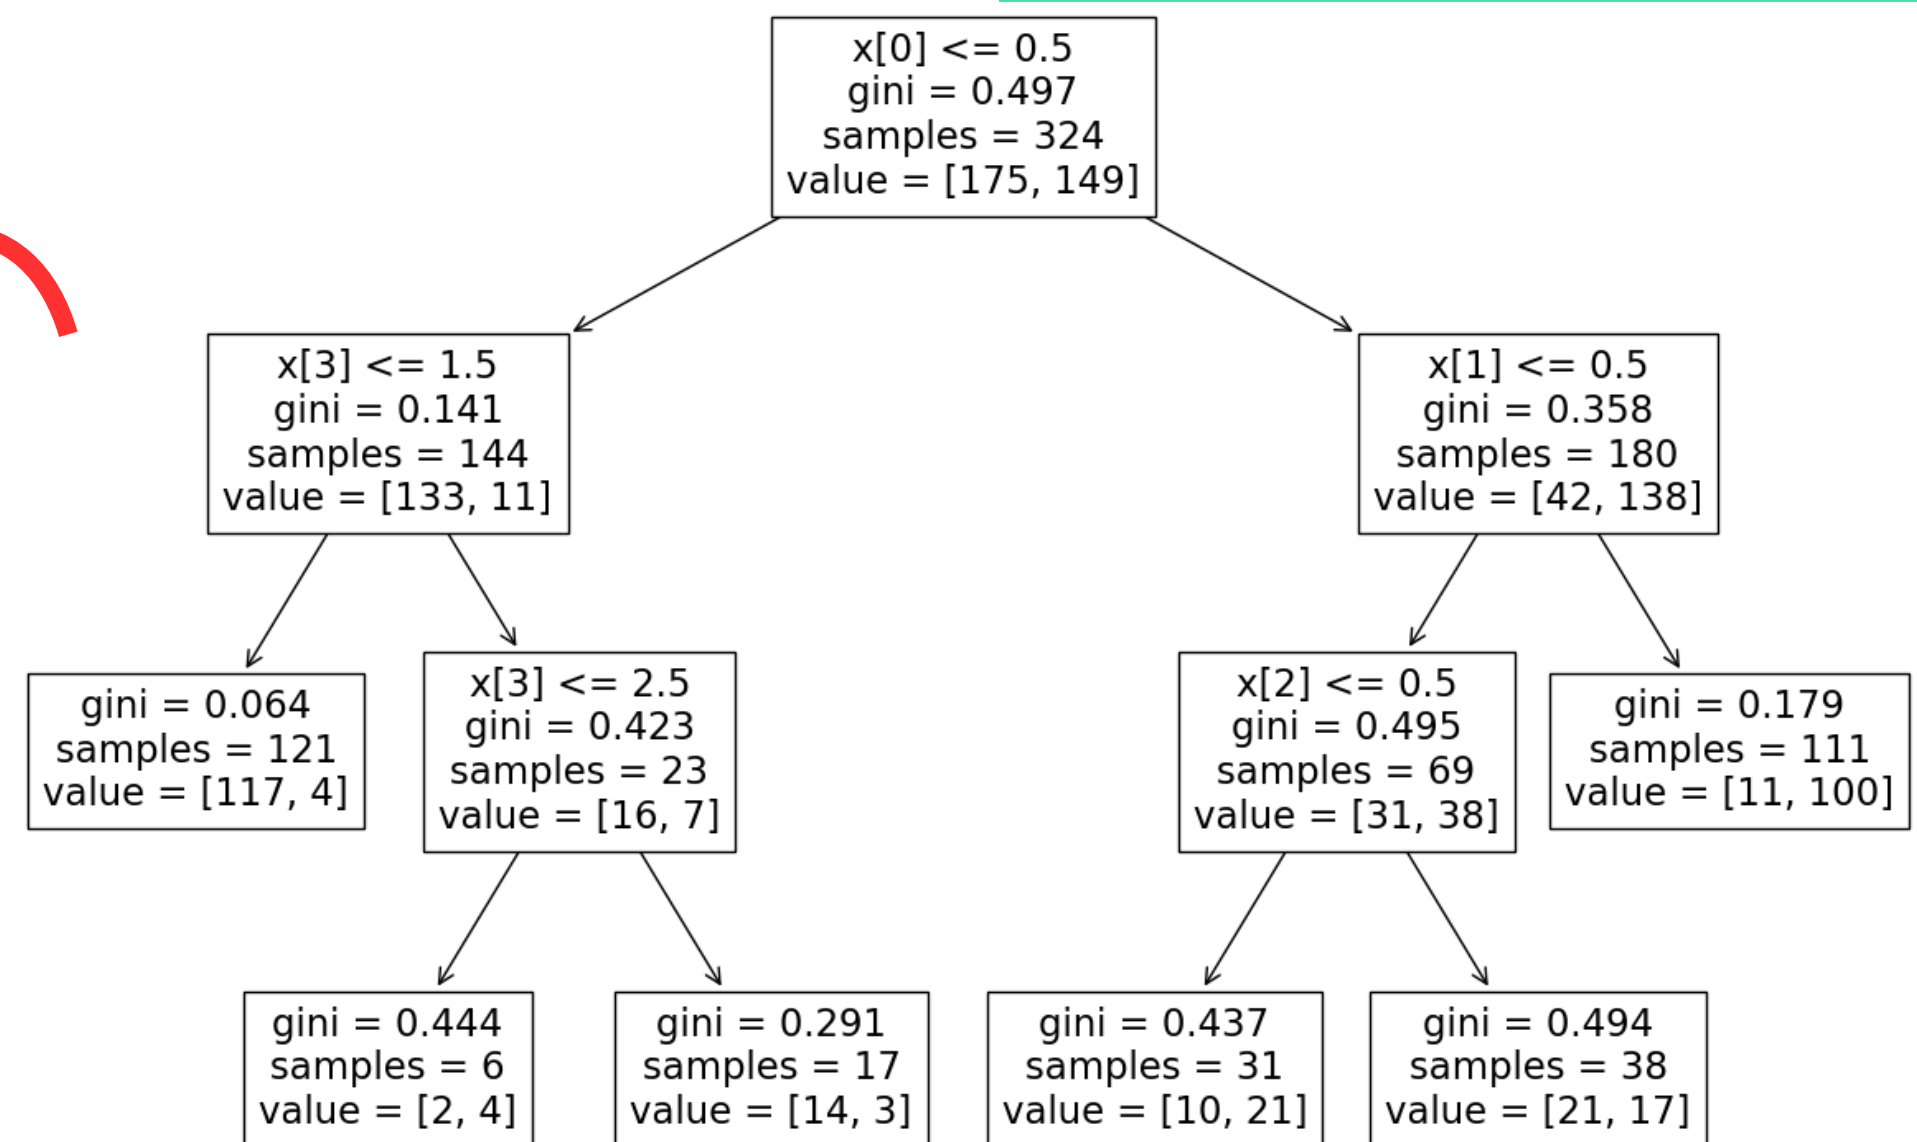 x[0] <= 0.5
gini = 0.497
samples = 324
value = [175, 149]
x[3] <= 1.5
gini = 0.141
samples = 144
value = [133, 11]
x[1] <= 0.5
gini = 0.358
samples = 180
value = [42, 138]
gini = 0.064
samples = 121
value = [117, 4]
x[3] <= 2.5
gini = 0.423
samples = 23
value = [16, 7]
x[2] <= 0.5
gini = 0.495
samples = 69
value = [31, 38]
gini = 0.179
samples = 111
value = [11, 100]
gini = 0.444
samples = 6
value = [2, 4]
gini = 0.291
samples = 17
value = [14, 3]
gini = 0.437
samples = 31
value = [10, 21]
gini = 0.494
samples = 38
value = [21, 17]